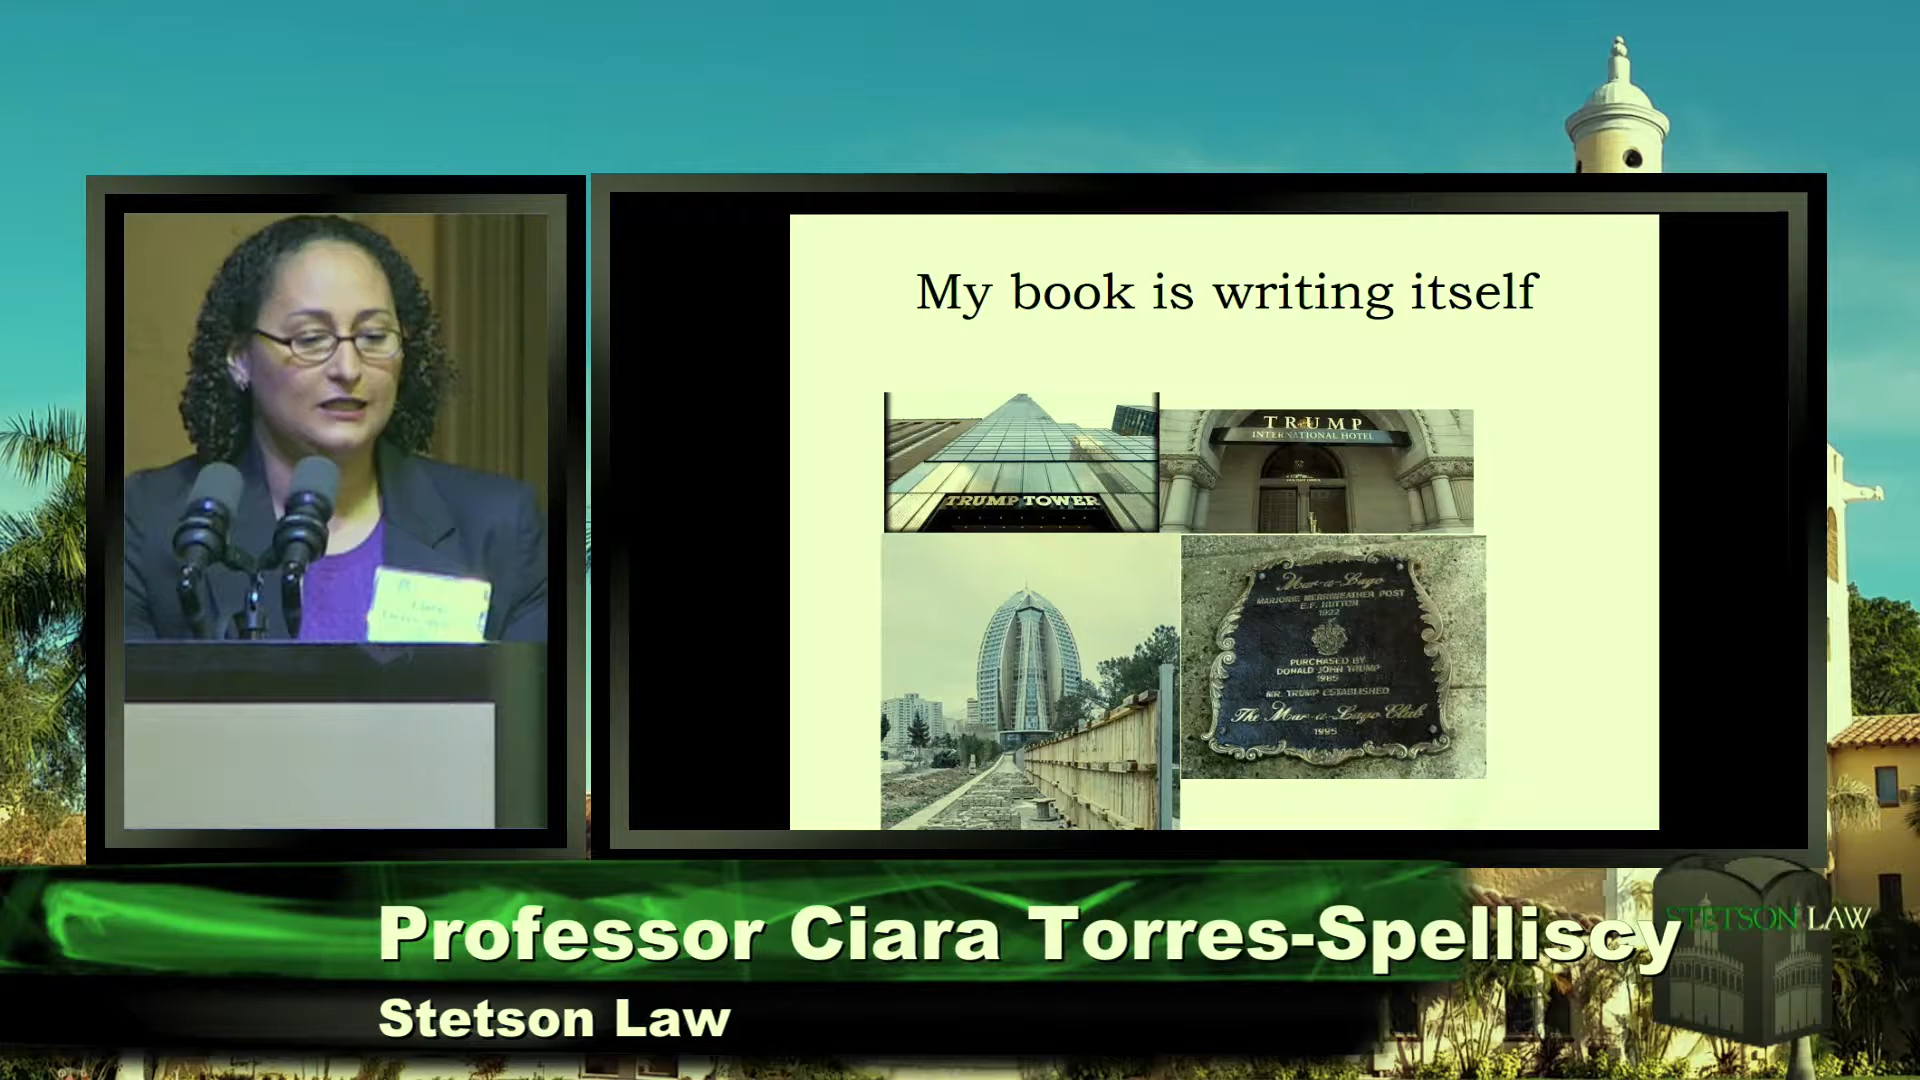 My book is writing itself
TRUMP TOWER
TRUMP
INTERNATIONAL HOTEL
Mar-a-Lago
MARJORIE MERRIWEATHER POST
E.F. HUTTON
1922
PURCHASED BY
DONALD JOHN TRUMP
1985
MR. TRUMP ESTABLISHED
The Mar-a-Lago Club
1995
Professor Ciara Torres-Spelliscy
Stetson Law
STETSON LAW